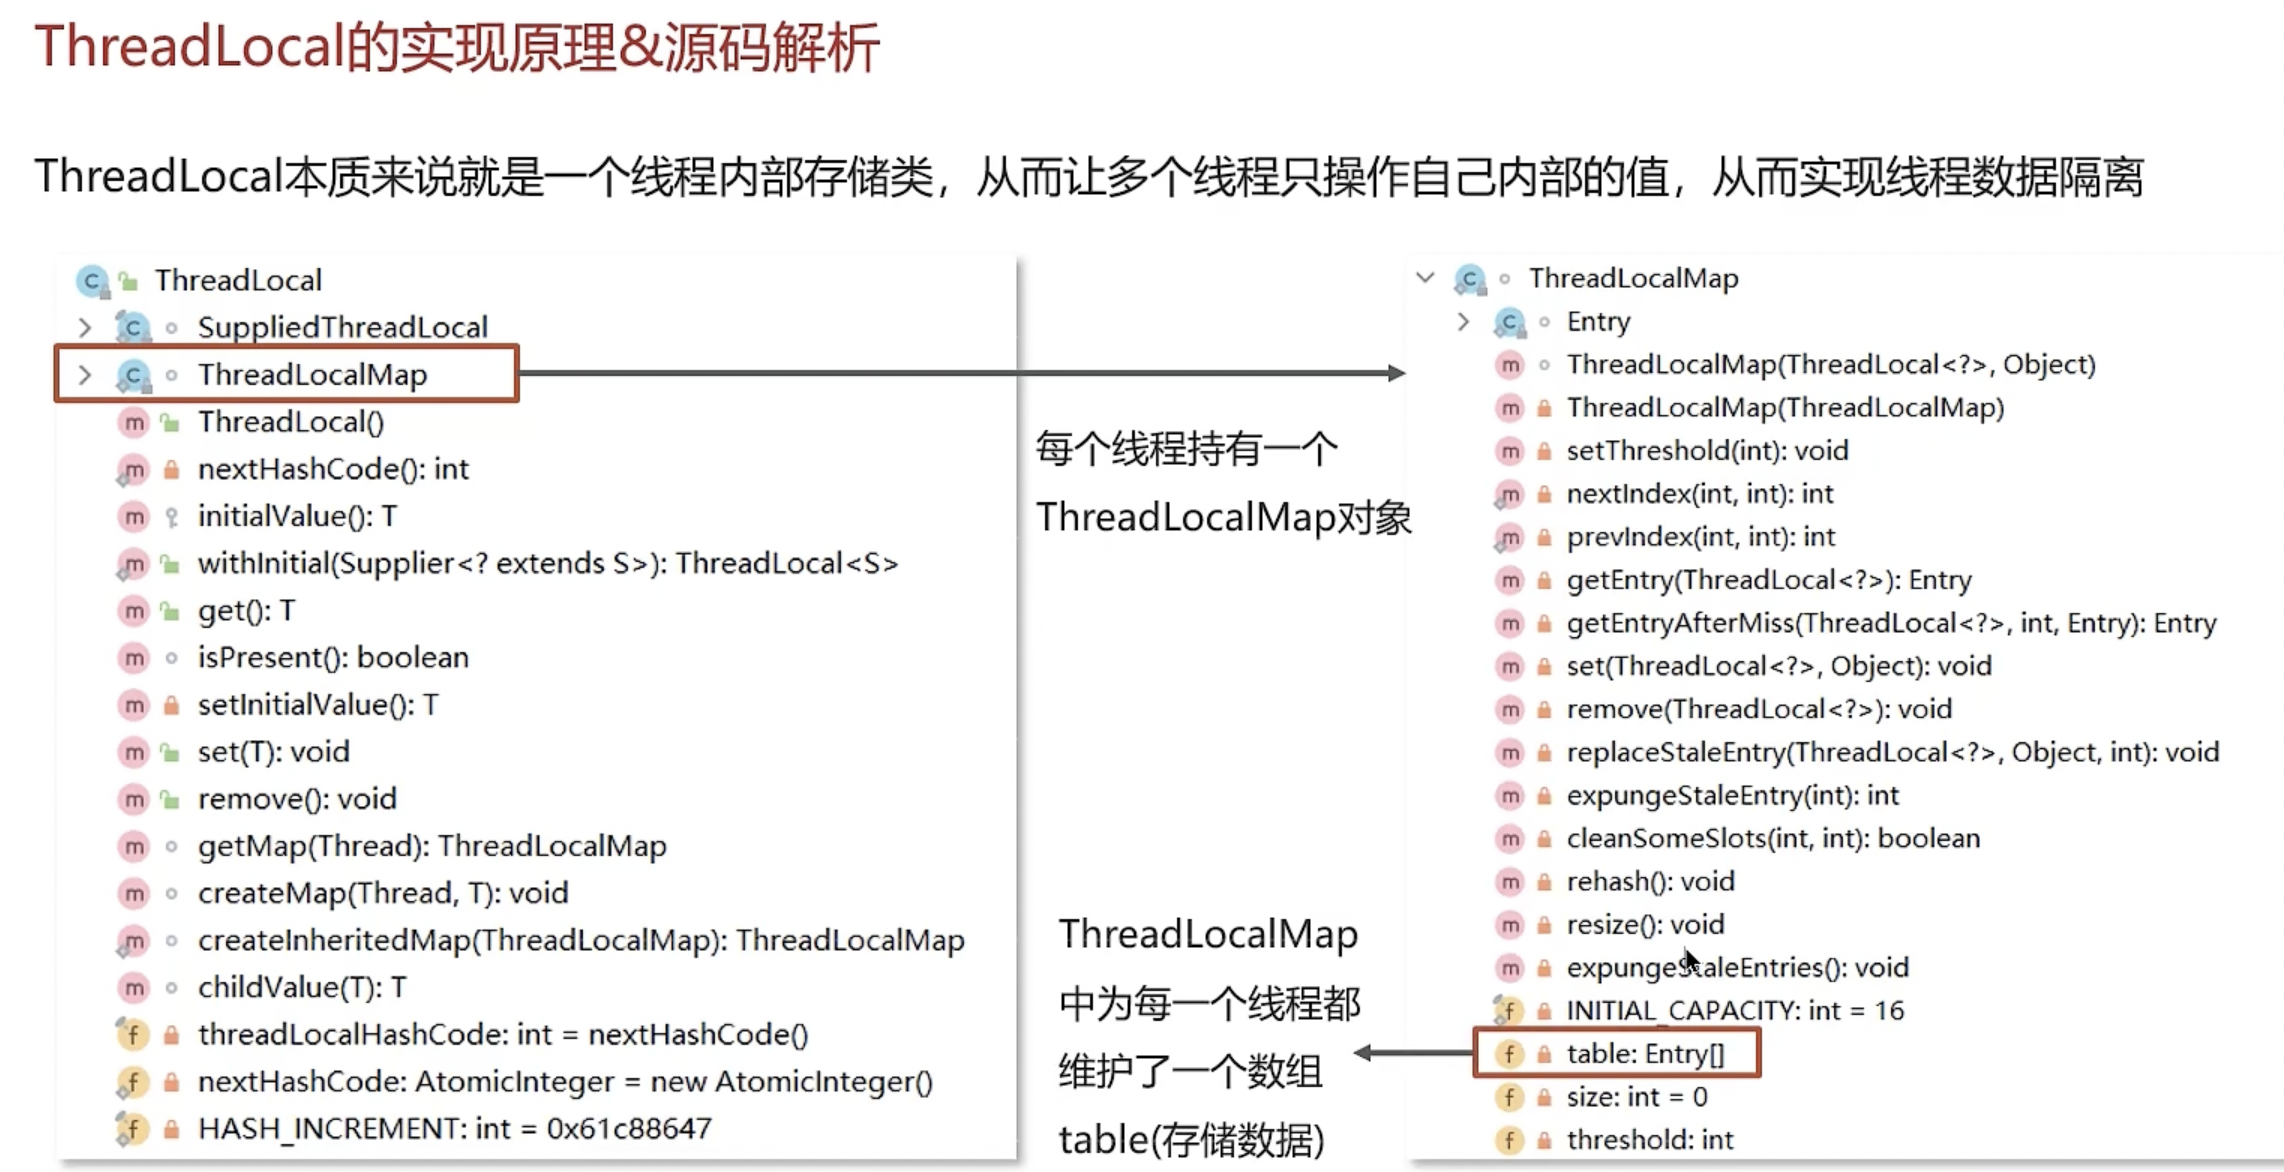 ThreadLocal的实现原理&源码解析
ThreadLocal本质来说就是一个线程内部存储类，从而让多个线程只操作自己内部的值，从而实现线程数据隔离
ThreadLocal
SuppliedThreadLocal
ThreadLocalMap
ThreadLocal()
nextHashCode(): int
initialValue(): T
withInitial(Supplier<? extends S>): ThreadLocal<S>
get(): T
isPresent(): boolean
setInitialValue(): T
set(T): void
remove(): void
getMap(Thread): ThreadLocalMap
createMap(Thread, T): void
createInheritedMap(ThreadLocalMap): ThreadLocalMap
childValue(T): T
threadLocalHashCode: int = nextHashCode()
nextHashCode: AtomicInteger = new AtomicInteger()
HASH_INCREMENT: int = 0x61c88647
每个线程持有一个
ThreadLocalMap对象
ThreadLocalMap
中为每一个线程都
维护了一个数组
table(存储数据)
ThreadLocalMap
Entry
ThreadLocalMap(ThreadLocal<?>, Object)
ThreadLocalMap(ThreadLocalMap)
setThreshold(int): void
nextIndex(int, int): int
prevIndex(int, int): int
getEntry(ThreadLocal<?>): Entry
getEntryAfterMiss(ThreadLocal<?>, int, Entry): Entry
set(ThreadLocal<?>, Object): void
remove(ThreadLocal<?>): void
replaceStaleEntry(ThreadLocal<?>, Object, int): void
expungeStaleEntry(int): int
cleanSomeSlots(int, int): boolean
rehash(): void
resize(): void
expungeStaleEntries(): void
INITIAL_CAPACITY: int = 16
table: Entry[]
size: int = 0
threshold: int